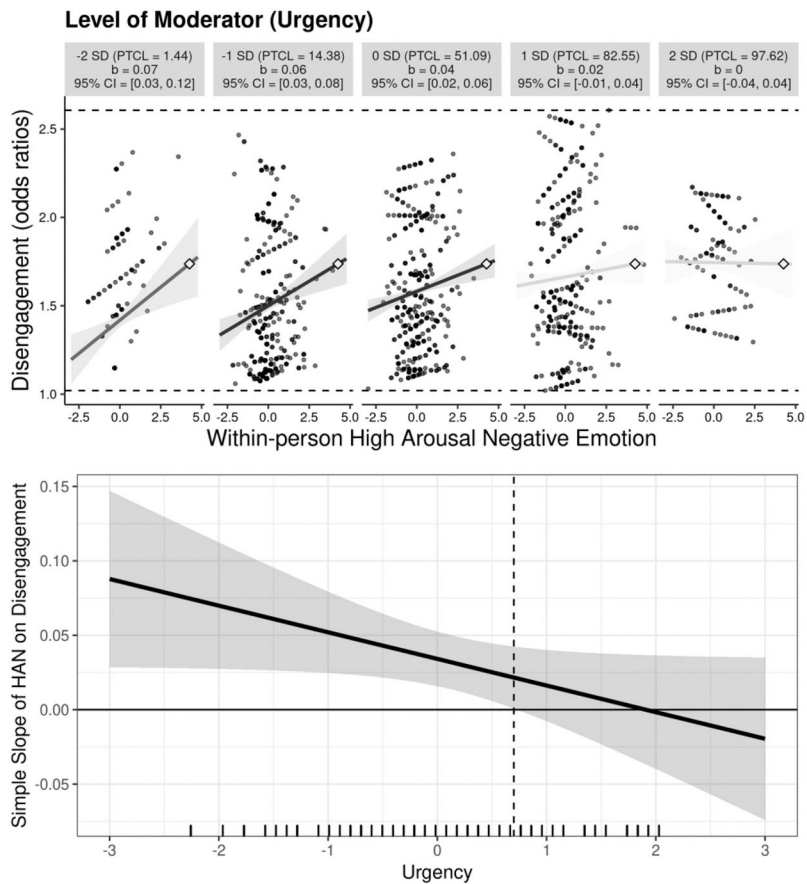 Level of Moderator (Urgency)
-2 SD (PTCL = 1.44)
b = 0.07
95% CI = [0.03, 0.12]
-1 SD (PTCL = 14.38)
b = 0.06
95% CI = [0.03, 0.08]
0 SD (PTCL = 51.09)
b = 0.04
95% CI = [0.02, 0.06]
1 SD (PTCL = 82.55)
b = 0.02
95% CI = [-0.01, 0.04]
2 SD (PTCL = 97.62)
b = 0
95% CI = [-0.04, 0.04]
Disengagement (odds ratios)
2.5
2.0
1.5
1.0
-2.5 0.0 2.5 5.0 -2.5 0.0 2.5 5.0 -2.5 0.0 2.5 5.0 -2.5 0.0 2.5 5.0 -2.5 0.0 2.5 5.0
Within-person High Arousal Negative Emotion
Simple Slope of HAN on Disengagement
0.15
0.10
0.05
0.00
-0.05
-3 -2 -1 0 1 2 3
Urgency